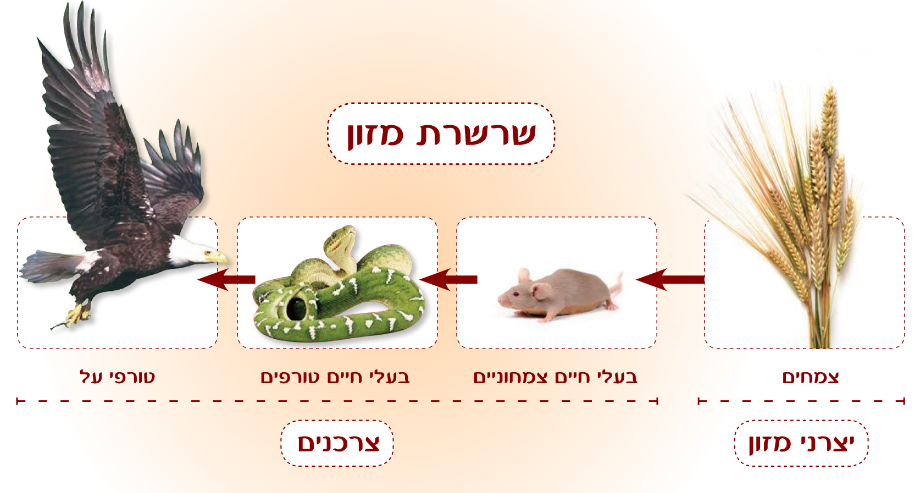 שרשרת מזון
צמחים
בעלי חיים צמחוניים
בעלי חיים טורפים
טורפי על
יצרני מזון
צרכנים